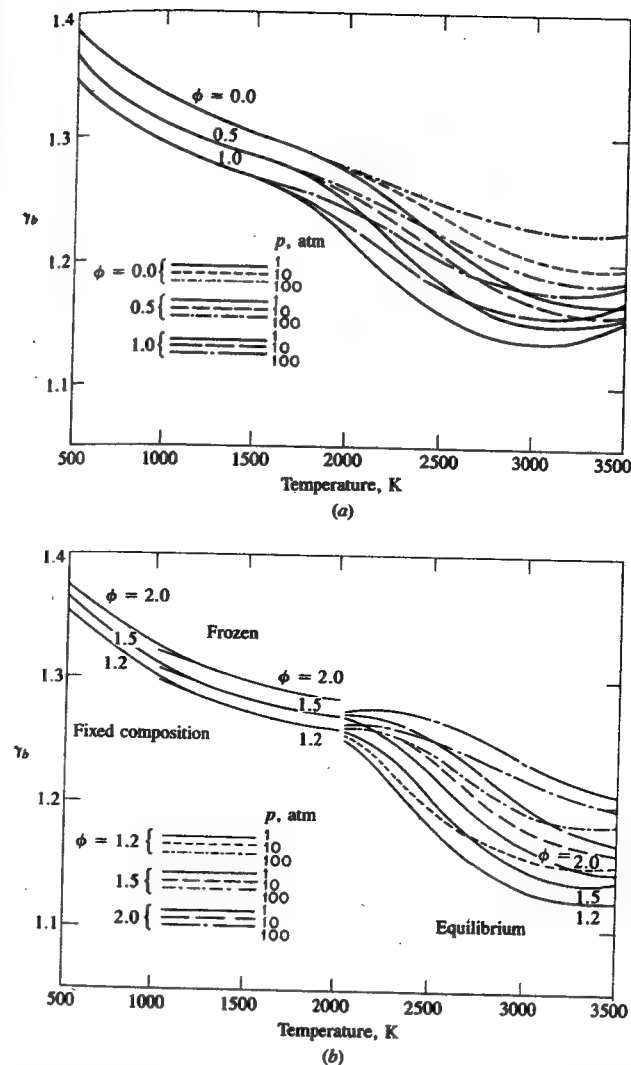 1.4
ϕ = 0.0
1.3
0.5
1.0
γb
p, atm
1.2
ϕ = 0.0 { 1
10
100
0.5 { 1
10
100
1.0 { 1
10
100
1.1
500 1000 1500 2000 2500 3000 3500
Temperature, K
(a)
1.4
ϕ = 2.0
Frozen
1.5
ϕ = 2.0
1.3
1.2
1.5
Fixed composition
1.2
γb
1.2
p, atm
ϕ = 1.2 { 1
10
100
ϕ = 2.0
1.5 { 1
10
100
1.5
1.2
2.0 { 1
10
100
1.1
Equilibrium
500 1000 1500 2000 2500 3000 3500
Temperature, K
(b)